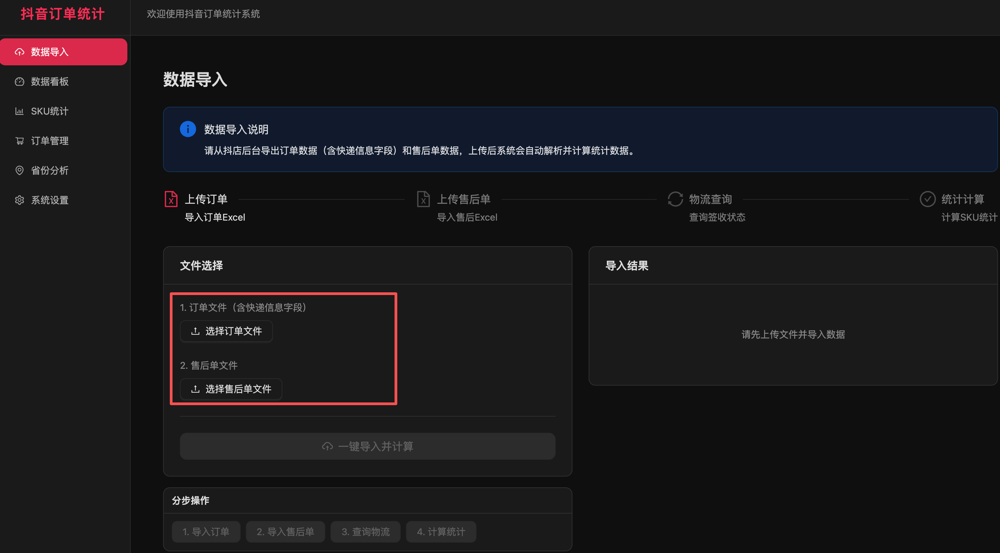 抖音订单统计
欢迎使用抖音订单统计系统
数据导入
数据看板
SKU统计
订单管理
省份分析
系统设置
数据导入
数据导入说明
请从抖店后台导出订单数据（含快递信息字段）和售后单数据，上传后系统会自动解析并计算统计数据。
上传订单
导入订单Excel
上传售后单
导入售后Excel
物流查询
查询签收状态
统计计算
计算SKU统计
文件选择
1. 订单文件（含快递信息字段）
选择订单文件
2. 售后单文件
选择售后单文件
一键导入并计算
导入结果
请先上传文件并导入数据
分步操作
1. 导入订单
2. 导入售后单
3. 查询物流
4. 计算统计